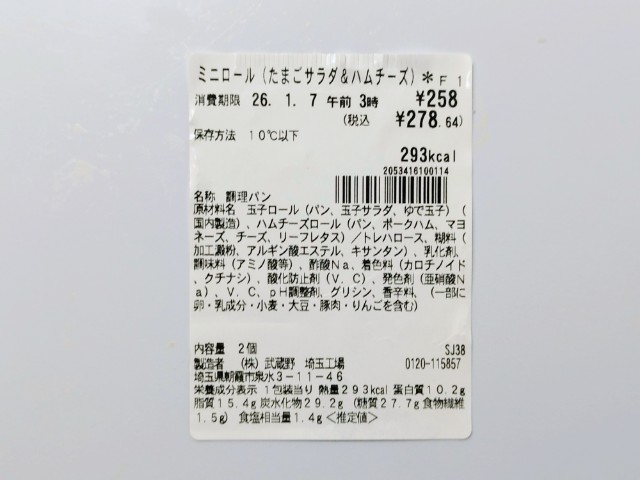 ミニロール(たまごサラダ&ハムチーズ)* F 1
消費期限 26. 1. 7 午前 3時 ¥258
(税込 ¥278.64)
保存方法 10℃以下
293kcal
2053416100114
名称 調理パン
原材料名 玉子ロール(パン、玉子サラダ、ゆで玉子)(
国内製造)、ハムチーズロール(パン、ポークハム、マヨ
ネーズ、チーズ、リーフレタス)/トレハロース、糊料(
加工澱粉、アルギン酸エステル、キサンタン)、乳化剤、
調味料(アミノ酸等)、酢酸Na、着色料(カロチノイド
、クチナシ)、酸化防止剤(V.C)、発色剤(亜硝酸N
a)、V.C、pH調整剤、グリシン、香辛料、(一部に
卵・乳成分・小麦・大豆・豚肉・りんごを含む)
内容量 2個 SJ38
製造者 (株)武蔵野 埼玉工場 0120-115857
埼玉県朝霞市泉水3-11-46
栄養成分表示 1包装当り 熱量293kcal 蛋白質10.2g
脂質15.4g 炭水化物29.2g (糖質27.7g 食物繊維
1.5g) 食塩相当量1.4g<推定値>